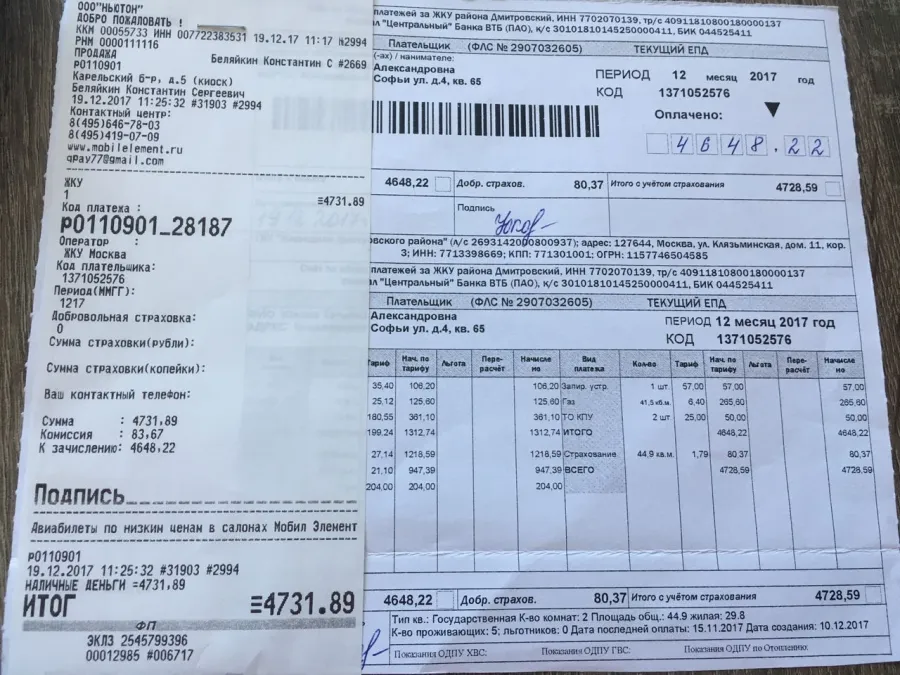 ООО"НЬЮТОН"
ДОБРО ПОЖАЛОВАТЬ !
ККМ 00055733 ИНН 007722383531 19.12.17 11:17 №2994
РНМ 0000111116
ПРОДАЖА
Р0110901 Беляйкин Константин С #2669
Карельский б-р, д.5 (киоск)
Беляйкин Константин Сергеевич
19.12.2017 11:25:32 #31903 #2994
Контактный центр:
8(495)646-78-03
8(495)419-07-09
www.mobilelement.ru
qpay77@gmail.com
ЖКУ
1 ≡4731.89
Код платежа :
P0110901_28187
Оператор :
ЖКУ Москва
Код плательщика:
1371052576
Период(ММГГ):
1217
Добровольная страховка:
0
Сумма страховки(рубли):
Сумма страховки(копейки):
Ваш контактный телефон:
Сумма : 4731,89
Комиссия : 83,67
К зачислению: 4648,22
Подпись
Авиабилеты по низким ценам в салонах Мобил Элемент
Р0110901
19.12.2017 11:25:32 #31903 #2994
НАЛИЧНЫЕ ДЕНЬГИ =4731.89
ИТОГ ≡4731.89
ФП
ЭКЛЗ 2545799396
00012985 #006717
платежей за ЖКУ района Дмитровский, ИНН 7702070139, тр/с 40911810800180000137
"Центральный" Банка ВТБ (ПАО), к/с 30101810145250000411, БИК 044525411
Плательщик (ФЛС № 2907032605) ТЕКУЩИЙ ЕПД
(-ах) / нанимателе:
Александровна
Софьи ул. д.4, кв. 65
ПЕРИОД 12 месяц 2017 год
КОД 1371052576
Оплачено:
4648.22
4648,22 Добр. страхов. 80,37 Итого с учётом страхования 4728,59
Подпись
района" (л/с 2693142000800937); адрес: 127644, Москва, ул. Клязьминская, дом. 11, кор.
3; ИНН: 7713398669; КПП: 771301001; ОГРН: 1157746504585
платежей за ЖКУ района Дмитровский, ИНН 7702070139, тр/с 40911810800180000137
"Центральный" Банка ВТБ (ПАО), к/с 30101810145250000411, БИК 044525411
Плательщик (ФЛС № 2907032605) ТЕКУЩИЙ ЕПД
Александровна
Софьи ул. д.4, кв. 65
ПЕРИОД 12 месяц 2017 год
КОД 1371052576
Тариф Нач. по тарифу Льгота Пере-расчёт Начисле но Вид платежа Кол-во Тариф Нач. по тарифу Льгота Пере-расчёт Начисле но
35,40 106,20 106,20 Запир. устр. 1 шт. 57,00 57,00 57,00
25,12 125,60 125,60 Газ 41,5 кв.м. 6,40 265,60 265,60
180,55 361,10 361,10 ТО КПУ 2 шт. 25,00 50,00 50,00
199.24 1312,74 1312,74 ИТОГО 4648,22 4648,22
27,14 1218,59 1218,59 Страхование 44.9 кв.м. 1,79 80,37 80,37
21,10 947,39 947,39 ВСЕГО 4728,59 4728,59
204,00 204,00 204,00
4648,22 Добр. страхов. 80,37 Итого с учётом страхования 4728,59
Тип кв.: Государственная К-во комнат: 2 Площадь общ.: 44.9 жилая: 29.8
К-во проживающих: 5; льготников: 0 Дата последней оплаты: 15.11.2017 Дата создания: 10.12.2017
Показания ОДПУ ХВС: Показания ОДПУ ГВС: Показания ОДПУ по Отоплению: